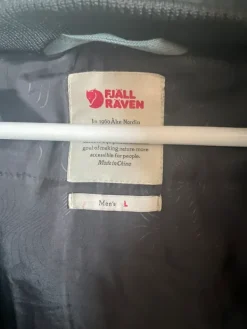 FJÄLL
RÄVEN
In 1960 Åke Nordin
goal of making nature more
accessible for people.
Made in China
Men's L